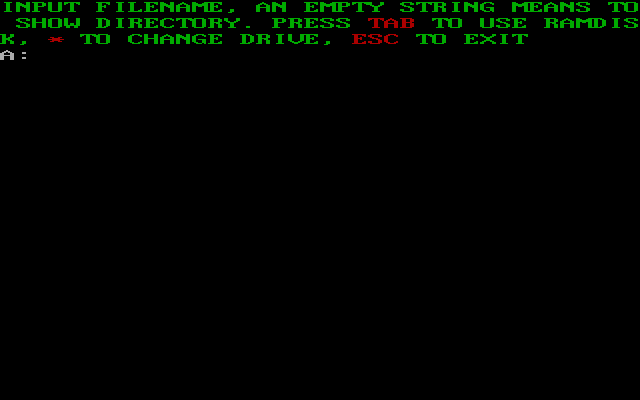 INPUT FILENAME, AN EMPTY STRING MEANS TO
SHOW DIRECTORY. PRESS TAB TO USE RAMDIS
K, * TO CHANGE DRIVE, ESC TO EXIT
A: